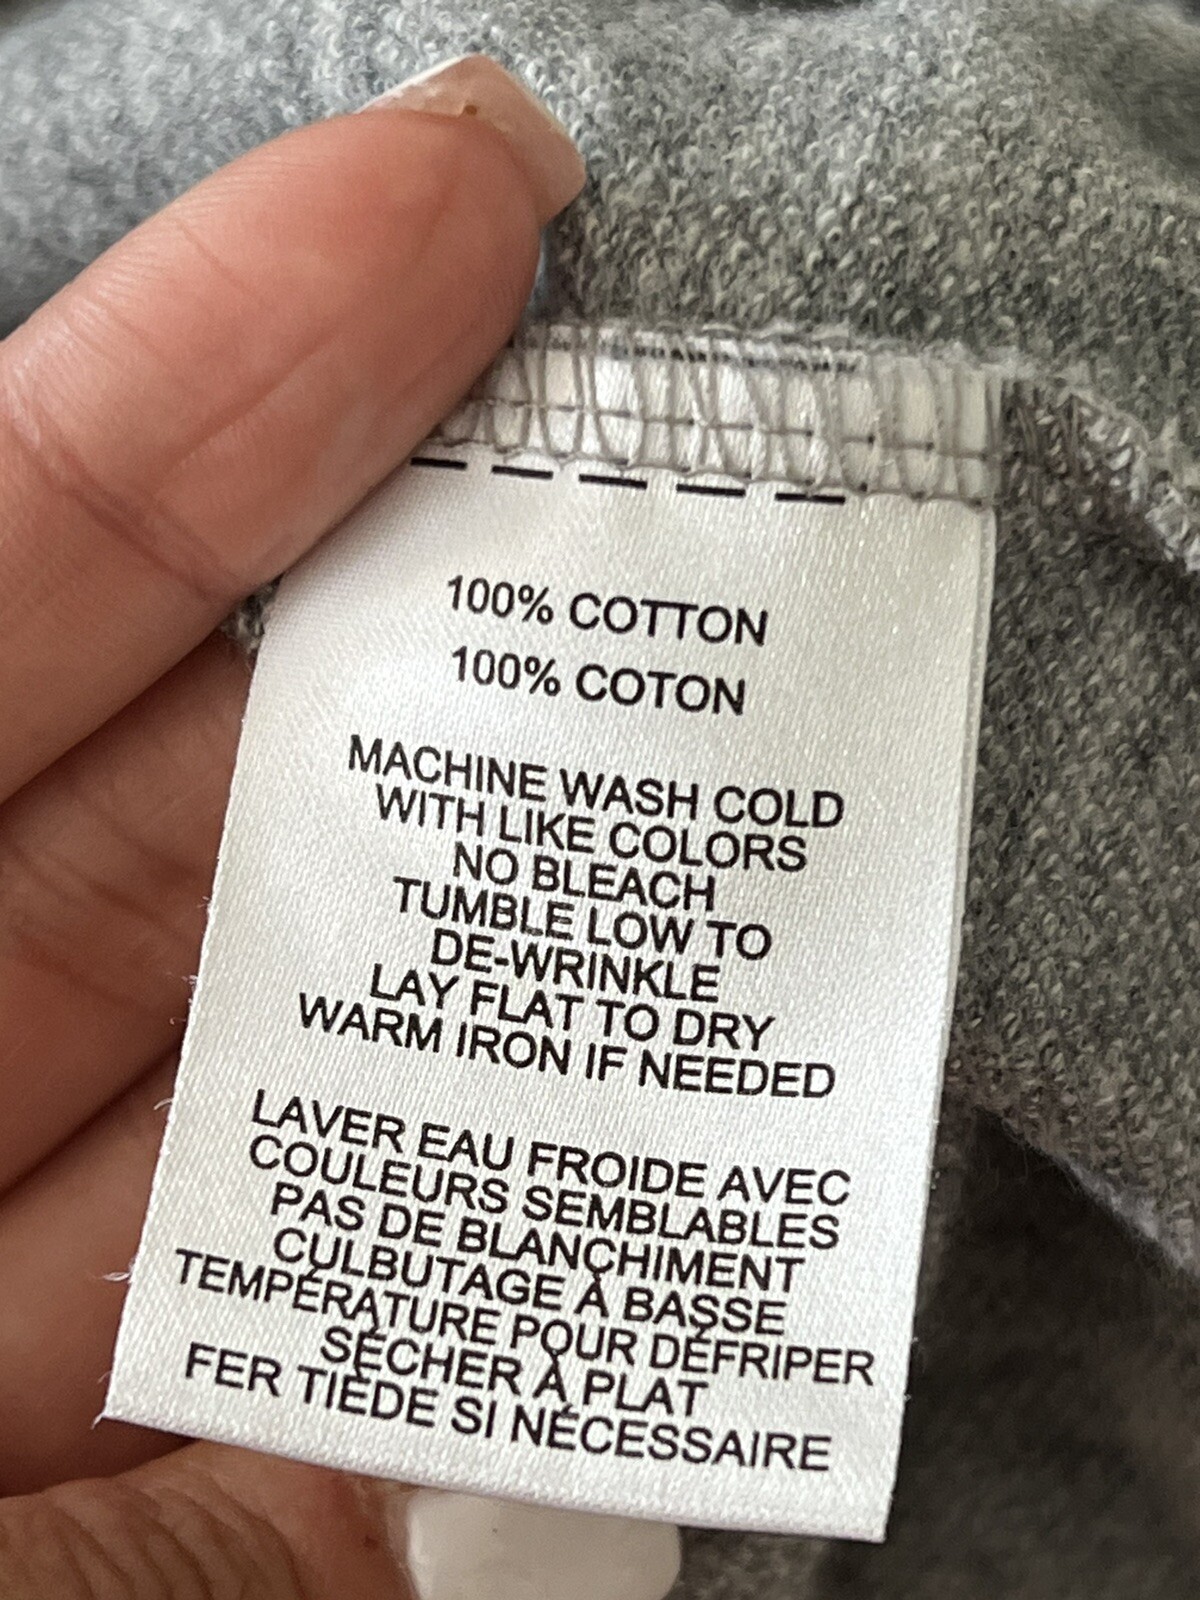 100% COTTON
100% COTON
MACHINE WASH COLD
WITH LIKE COLORS
NO BLEACH
TUMBLE LOW TO
DE-WRINKLE
LAY FLAT TO DRY
WARM IRON IF NEEDED
LAVER EAU FROIDE AVEC
COULEURS SEMBLABLES
PAS DE BLANCHIMENT
CULBUTAGE À BASSE
TEMPÉRATURE POUR DÉFRIPER
SÉCHER À PLAT
FER TIÉDE SI NÉCESSAIRE